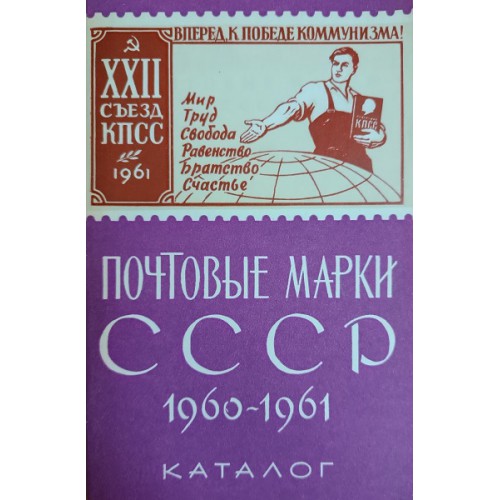 ВПЕРЕД, К ПОБЕДЕ КОММУНИЗМА!
XXII
СЪЕЗД
КПСС
1961
Мир
Труд
Свобода
Равенство
Братство
Счастье
КПСС
ПОЧТОВЫЕ МАРКИ
СССР
1960-1961
КАТАЛОГ